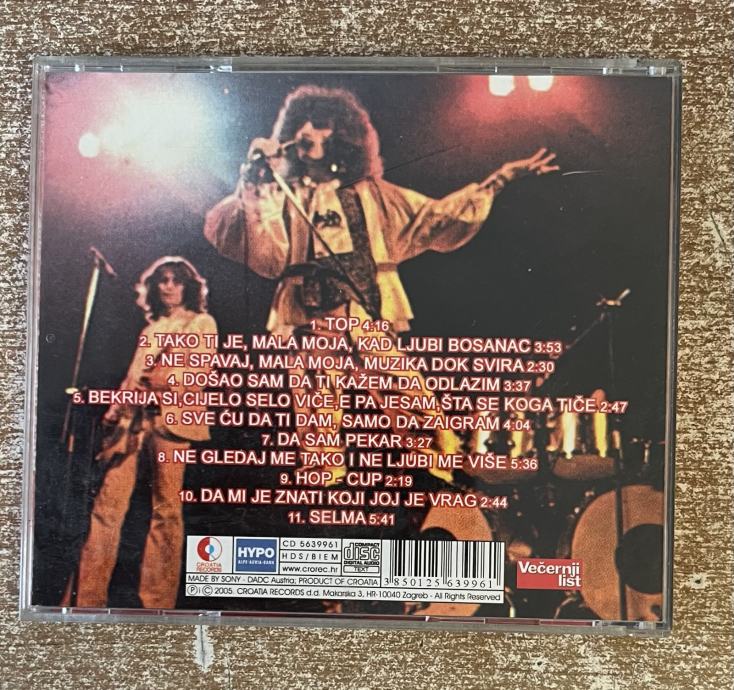 1. TOP 4:16
2. TAKO TI JE, MALA MOJA, KAD LJUBI BOSANAC 3:53
3. NE SPAVAJ, MALA MOJA, MUZIKA DOK SVIRA 2:30
4. DOŠAO SAM DA TI KAŽEM DA ODLAZIM 3:37
5. BEKRIJA SI,CIJELO SELO VIČE,E PA JESAM,ŠTA SE KOGA TIČE 2:47
6. SVE ĆU DA TI DAM, SAMO DA ZAIGRAM 4:04
7. DA SAM PEKAR 3:27
8. NE GLEDAJ ME TAKO I NE LJUBI ME VIŠE 5:36
9. HOP - CUP 2:19
10. DA MI JE ZNATI KOJI JOJ JE VRAG 2:44
11. SELMA 5:41
CROATIA
RECORDS
HYPO
ALPE-ADRIA-BANK
CD 5639961
HDS/BIEM
www.crorec.hr
COMPACT
disc
DIGITAL AUDIO
TEXT
3 850125 639961
Večernji
list
MADE BY SONY - DADC Austria; PRODUCT OF CROATIA
Ⓟ Ⓒ 2005. CROATIA RECORDS d.d. Makarska 3, HR-10040 Zagreb - All Rights Reserved